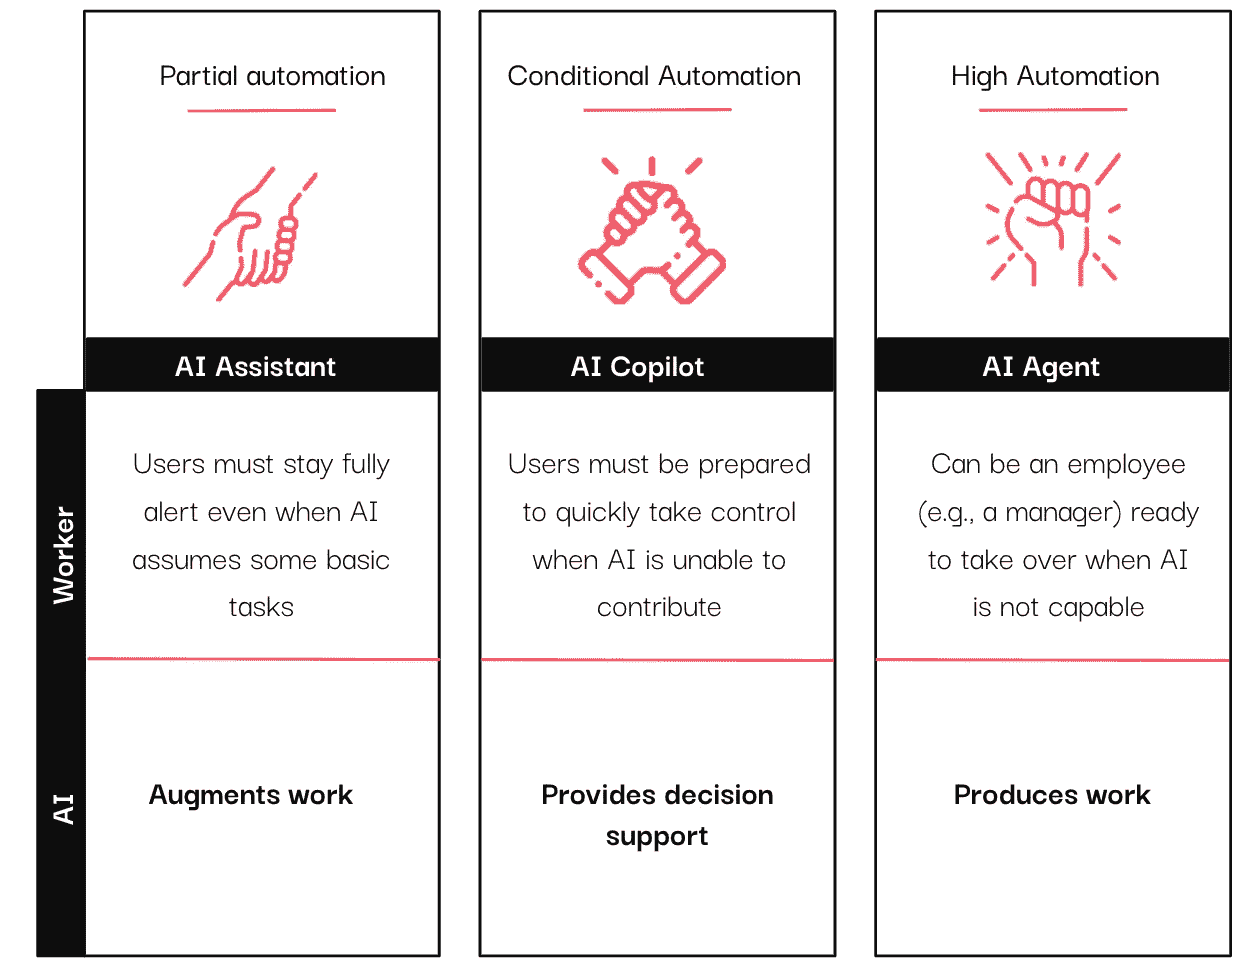 Partial automation
AI Assistant
Users must stay fully
alert even when AI
assumes some basic
tasks
Augments work
Conditional Automation
AI Copilot
Users must be prepared
to quickly take control
when AI is unable to
contribute
Provides decision
support
High Automation
AI Agent
Can be an employee
(e.g., a manager) ready
to take over when AI
is not capable
Produces work
Worker
AI